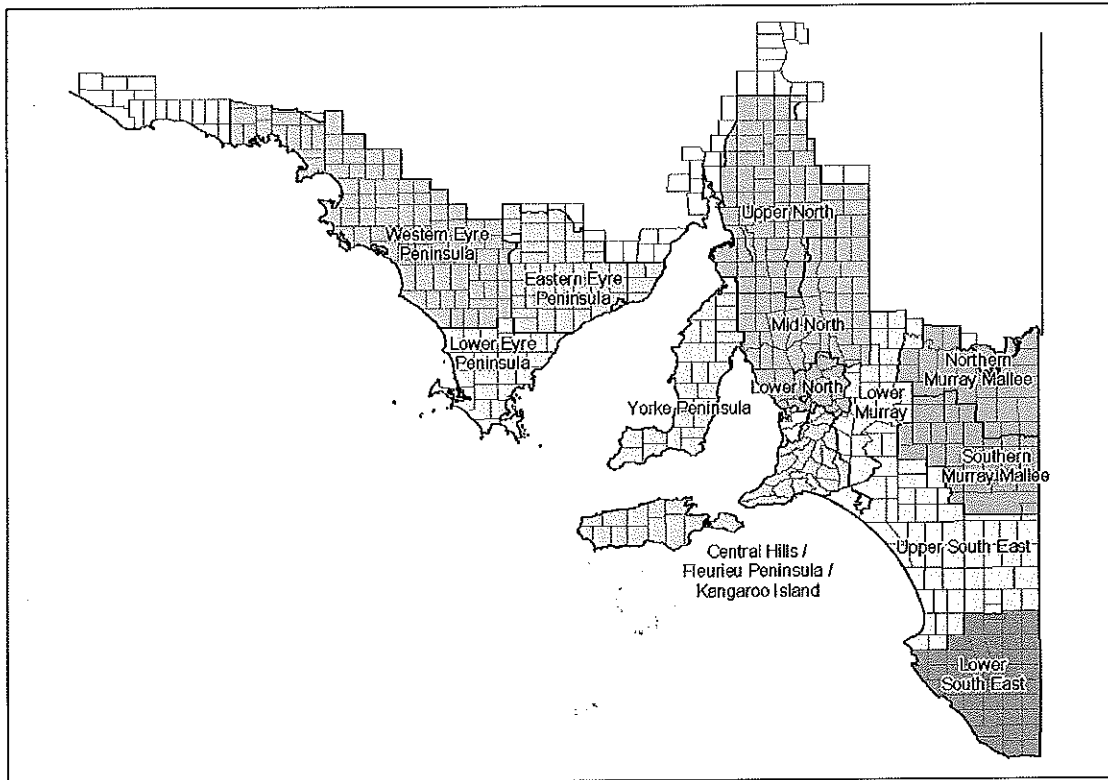 Upper North
Western Eyre
Peninsula
Eastern Eyre
Peninsula
Mid North
Lower Eyre
Peninsula
Northern
Murray Mallee
Lower North
Lower
Murray
Yorke Peninsula
Southern
Murray Mallee
Upper South East
Central Hills /
Fleurieu Peninsula /
Kangaroo Island
Lower
South East